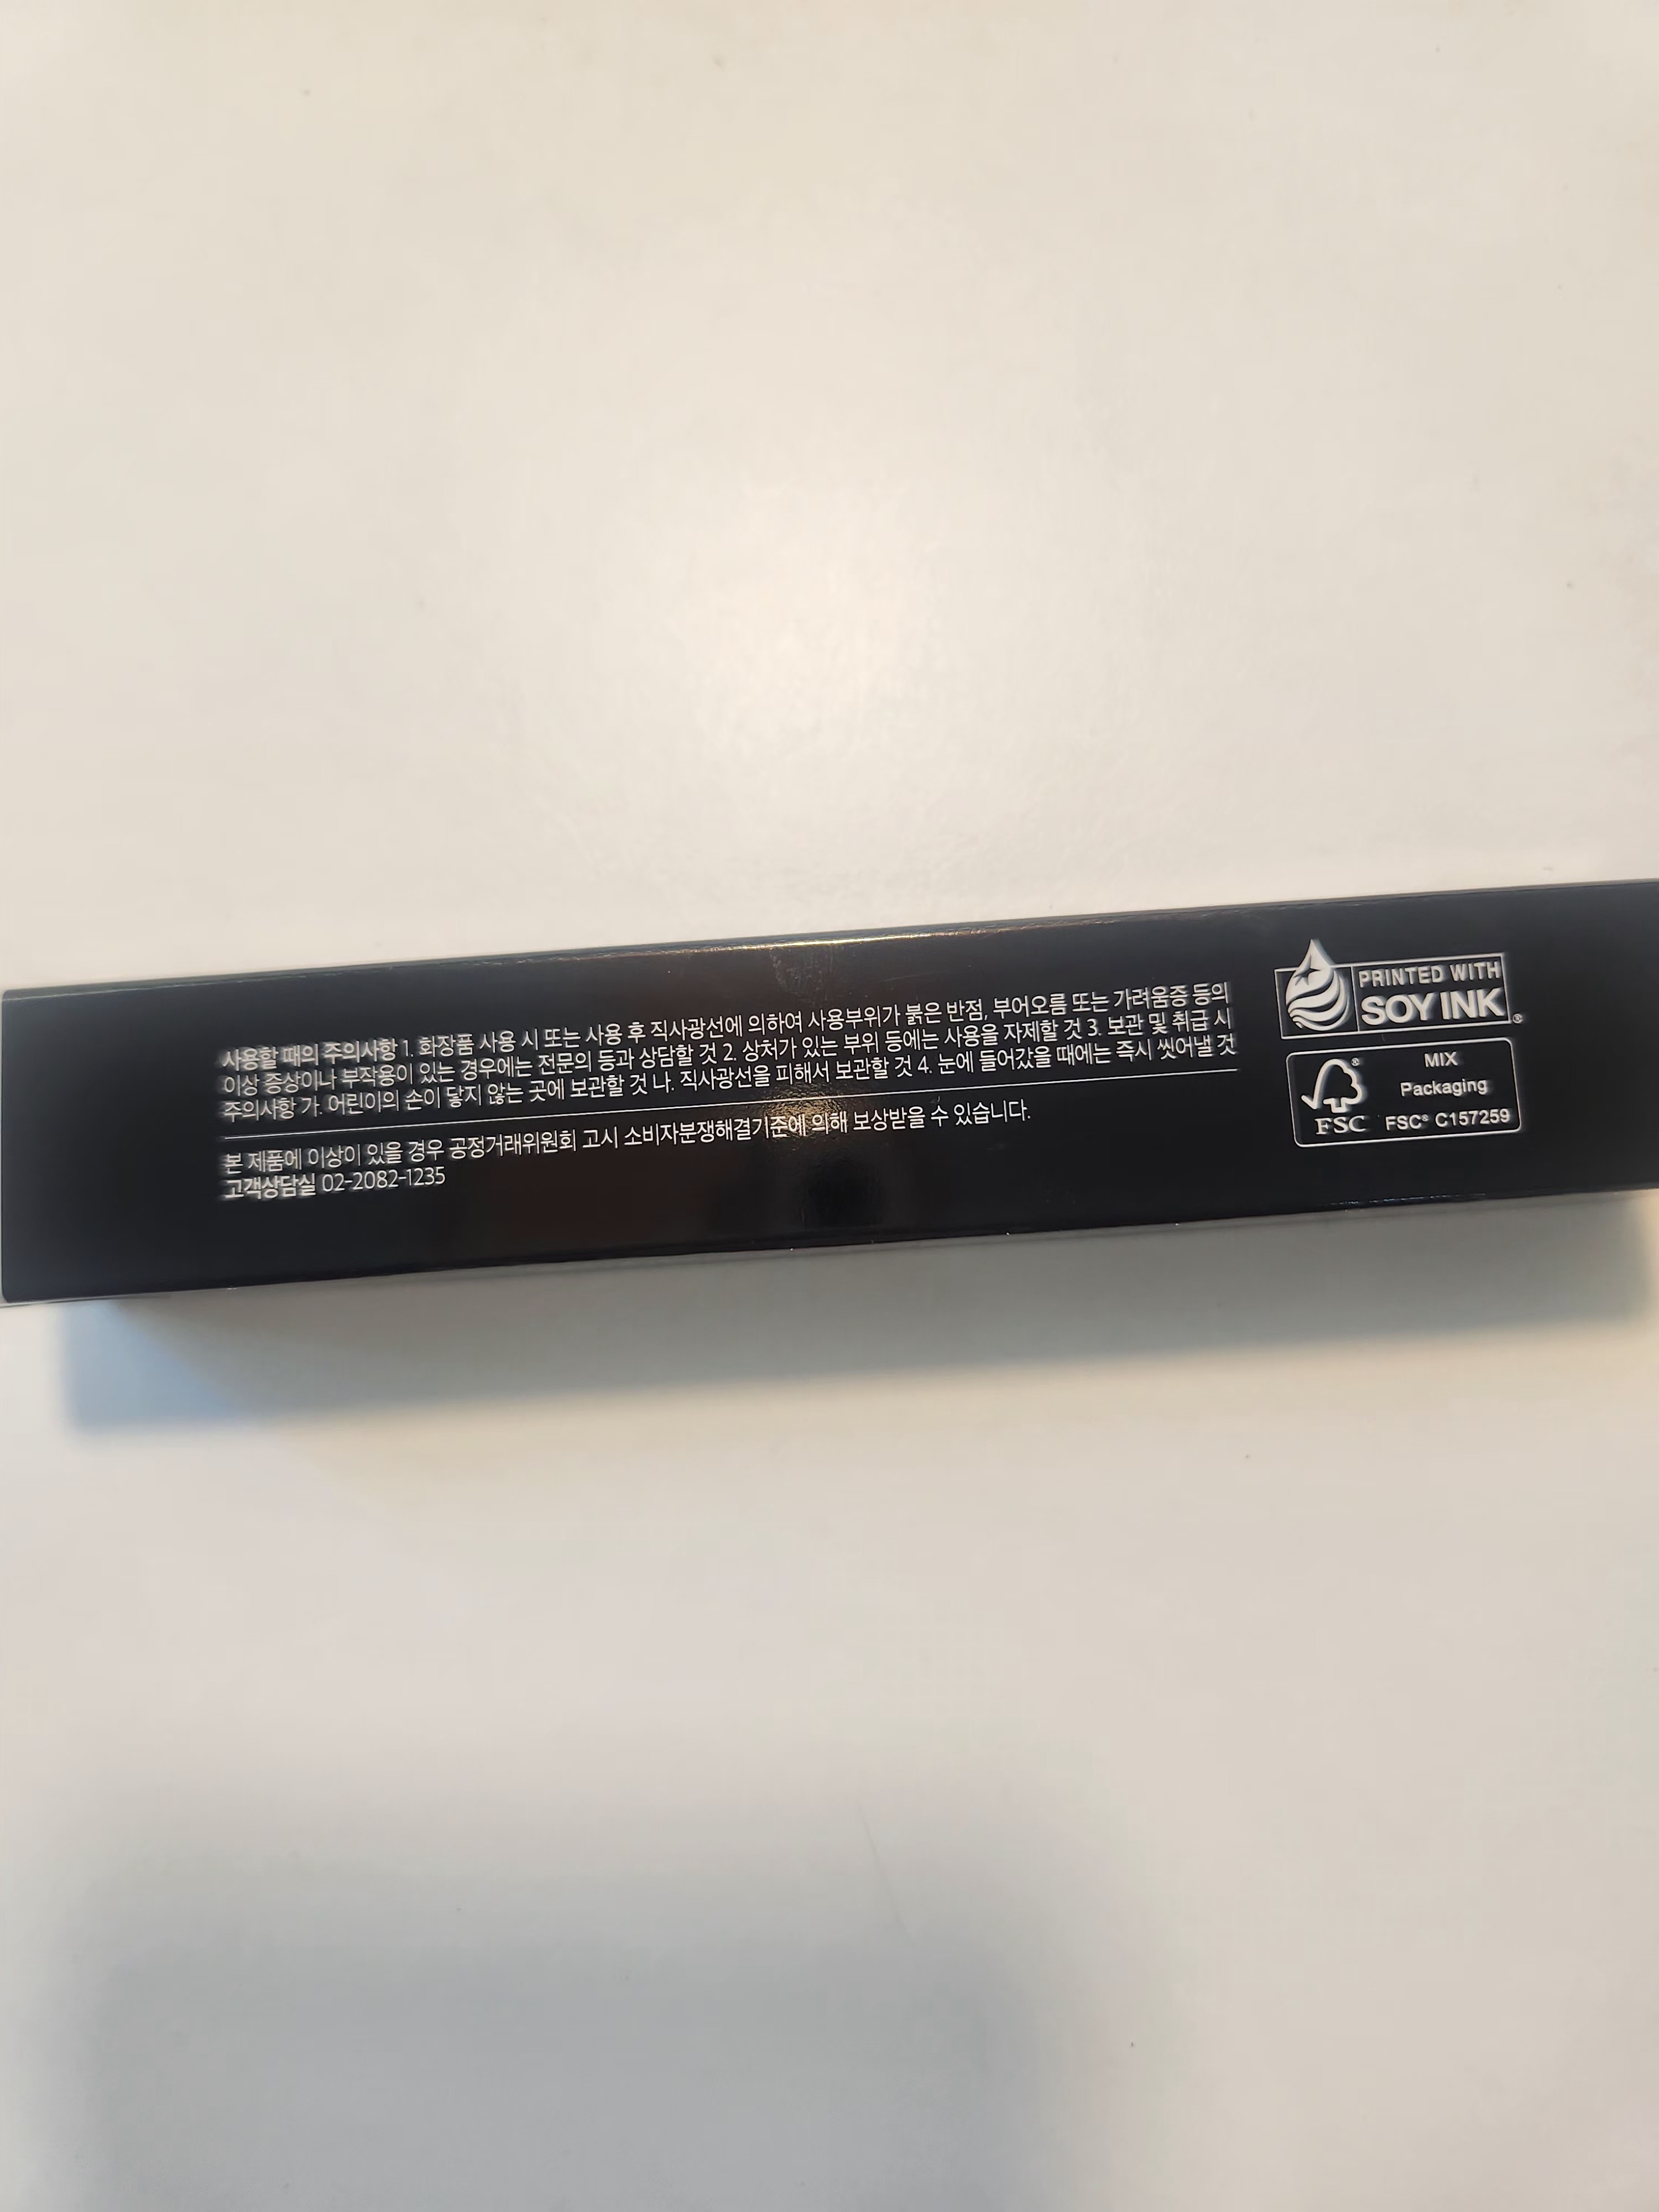 사용할 때의 주의사항 1. 화장품 사용 시 또는 사용 후 직사광선에 의하여 사용부위가 붉은 반점, 부어오름 또는 가려움증 등의
이상 증상이나 부작용이 있는 경우에는 전문의 등과 상담할 것 2. 상처가 있는 부위 등에는 사용을 자제할 것 3. 보관 및 취급 시
주의사항 가. 어린이의 손이 닿지 않는 곳에 보관할 것 나. 직사광선을 피해서 보관할 것 4. 눈에 들어갔을 때에는 즉시 씻어낼 것
본 제품에 이상이 있을 경우 공정거래위원회 고시 소비자분쟁해결기준에 의해 보상받을 수 있습니다.
고객상담실 02-2082-1235
PRINTED WITH
SOY INK®
®
FSC
MIX
Packaging
FSC® C157259